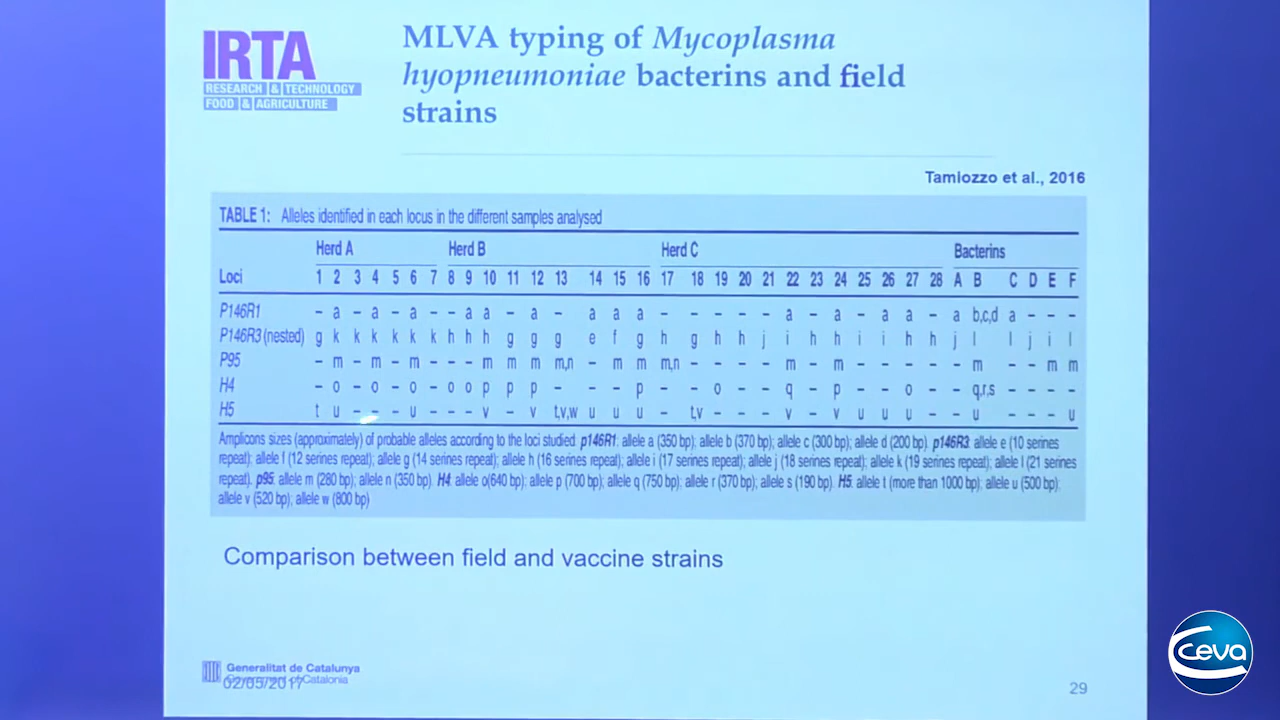 IRTA
RESEARCH & TECHNOLOGY
FOOD & AGRICULTURE
MLVA typing of Mycoplasma
hyopneumoniae bacterins and field
strains
Tamiozzo et al., 2016
TABLE 1: Alleles identified in each locus in the different samples analysed
Herd A Herd B Herd C Bacterins
Loci 1 2 3 4 5 6 7 8 9 10 11 12 13 14 15 16 17 18 19 20 21 22 23 24 25 26 27 28 A B C D E F
P146R1 - a - a - a - - a a - a - a a a - - - - - a - a - a a - a b,c,d a - - -
P146R3 (nested) g k k k k k k h h h g g g e f g h g h h j i h h i i h h j l l j i l
P95 - m - m - m - - - m m m m,n - m m m,n - - - - m - m - - - - - m - - m m
H4 - o - o - o - o o p p p - - - p - - o - - q - p - - o - - q,r,s - - - -
H5 t u - - - u - - - v - v t,v,w u u u - t,v - - - v - v u u u - - u - - - u
Amplicons sizes (approximately) of probable alleles according to the loci studied. p146R1: allele a (350 bp); allele b (370 bp); allele c (300 bp); allele d (200 bp). p146R3: allele e (10 serines
repeat); allele f (12 serines repeat); allele g (14 serines repeat); allele h (16 serines repeat); allele i (17 serines repeat); allele j (18 serines repeat); allele k (19 serines repeat); allele l (21 serines
repeat). p95: allele m (280 bp); allele n (350 bp). H4: allele o(640 bp); allele p (700 bp); allele q (750 bp); allele r (370 bp); allele s (190 bp). H5: allele t (more than 1000 bp); allele u (500 bp);
allele v (520 bp); allele w (800 bp)
Comparison between field and vaccine strains
Generalitat de Catalunya
Government of Catalonia
02/05/2017
29
Ceva